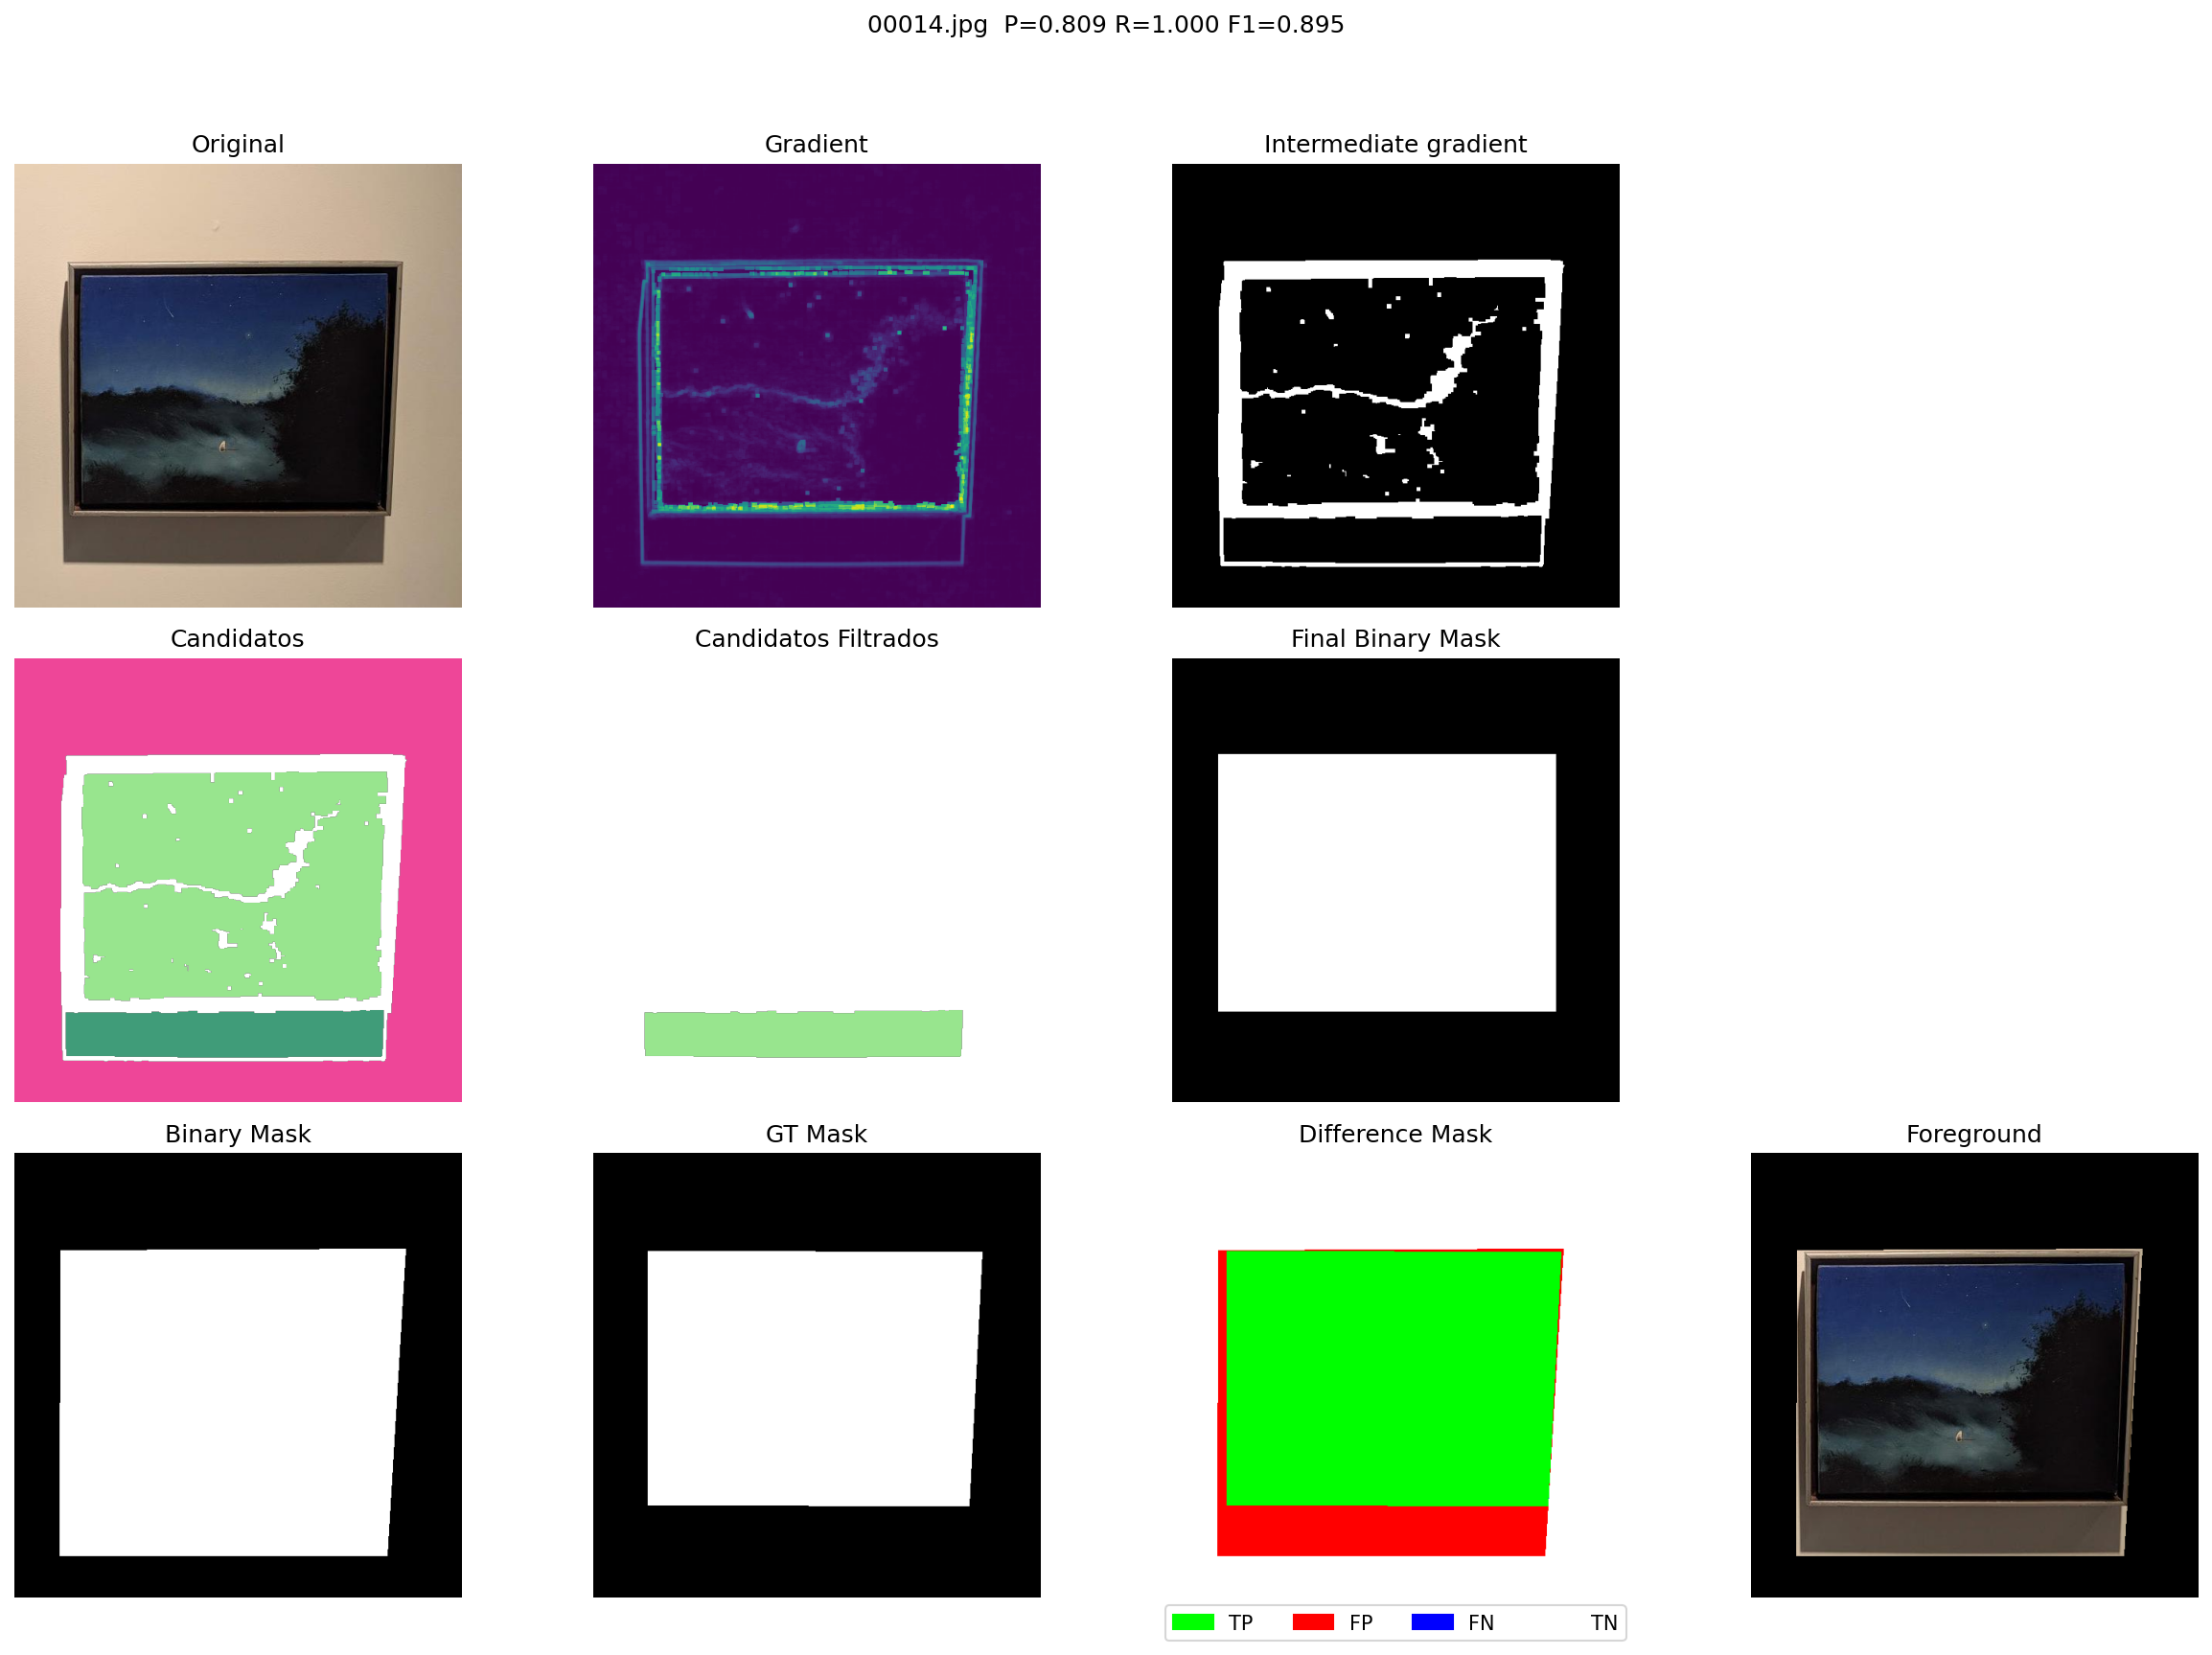 00014.jpg  P=0.809 R=1.000 F1=0.895
Original
Gradient
Intermediate gradient
Candidatos
Candidatos Filtrados
Final Binary Mask
Binary Mask
GT Mask
Difference Mask
Foreground
TP FP FN TN